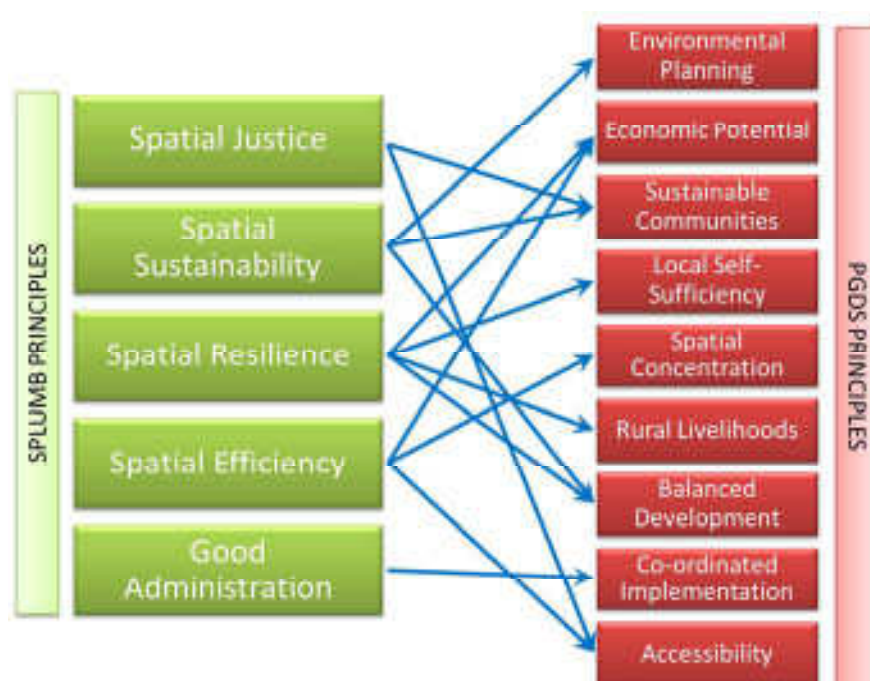 SPLUMB PRINCIPLES
Spatial Justice
Spatial
Sustainability
Spatial Resilience
Spatial Efficiency
Good
Administration
Environmental
Planning
Economic Potential
Sustainable
Communities
Local Self-
Sufficiency
Spatial
Concentration
Rural Livelihoods
Balanced
Development
Co-ordinated
Implementation
Accessibility
PGDS PRINCIPLES